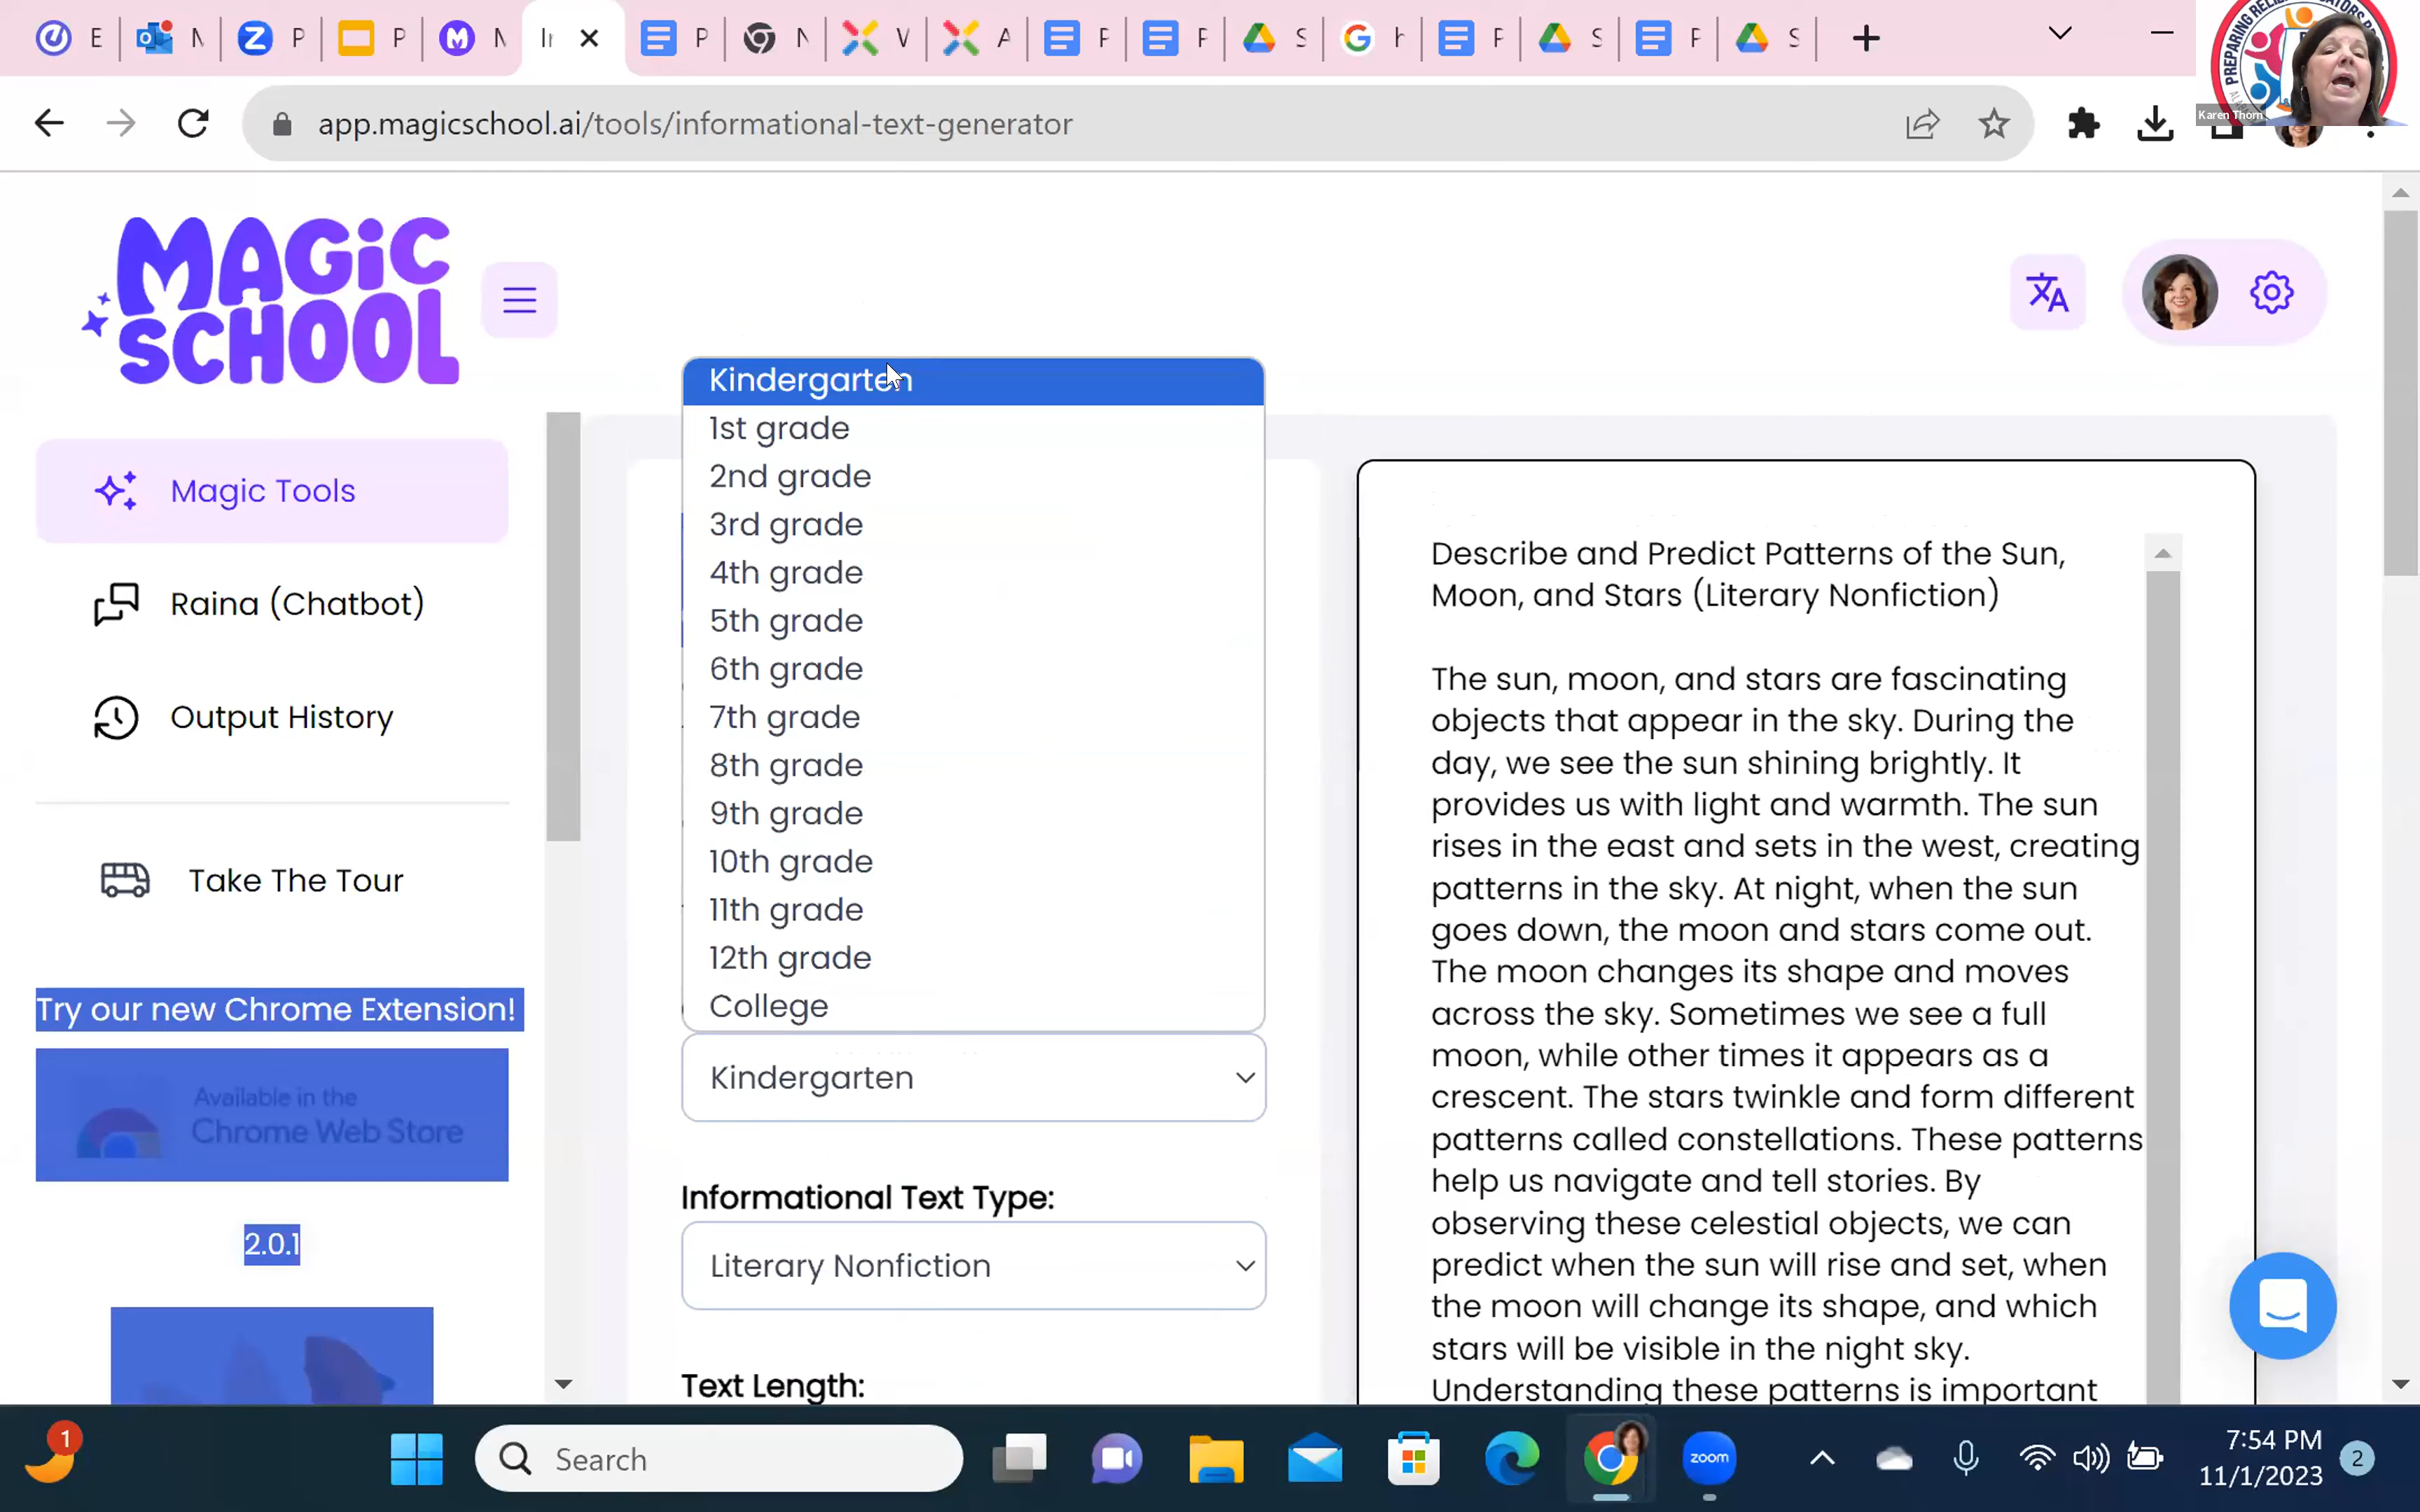 E
N
P
P
N
Ir
P
N
V
A
P
P
S
G
h
P
S
P
S
app.magicschool.ai/tools/informational-text-generator
PREPARING
Karen Thorn
MAGIC
SCHOOL
Magic Tools
Raina (Chatbot)
Output History
Take The Tour
Try our new Chrome Extension!
Available in the
Chrome Web Store
2.0.1
Kindergarten
1st grade
2nd grade
3rd grade
4th grade
5th grade
6th grade
7th grade
8th grade
9th grade
10th grade
11th grade
12th grade
College
Kindergarten
Informational Text Type:
Literary Nonfiction
Text Length:
Describe and Predict Patterns of the Sun,
Moon, and Stars (Literary Nonfiction)
The sun, moon, and stars are fascinating
objects that appear in the sky. During the
day, we see the sun shining brightly. It
provides us with light and warmth. The sun
rises in the east and sets in the west, creating
patterns in the sky. At night, when the sun
goes down, the moon and stars come out.
The moon changes its shape and moves
across the sky. Sometimes we see a full
moon, while other times it appears as a
crescent. The stars twinkle and form different
patterns called constellations. These patterns
help us navigate and tell stories. By
observing these celestial objects, we can
predict when the sun will rise and set, when
the moon will change its shape, and which
stars will be visible in the night sky.
Understanding these patterns is important
1
Search
zoom
7:54 PM
11/1/2023
2